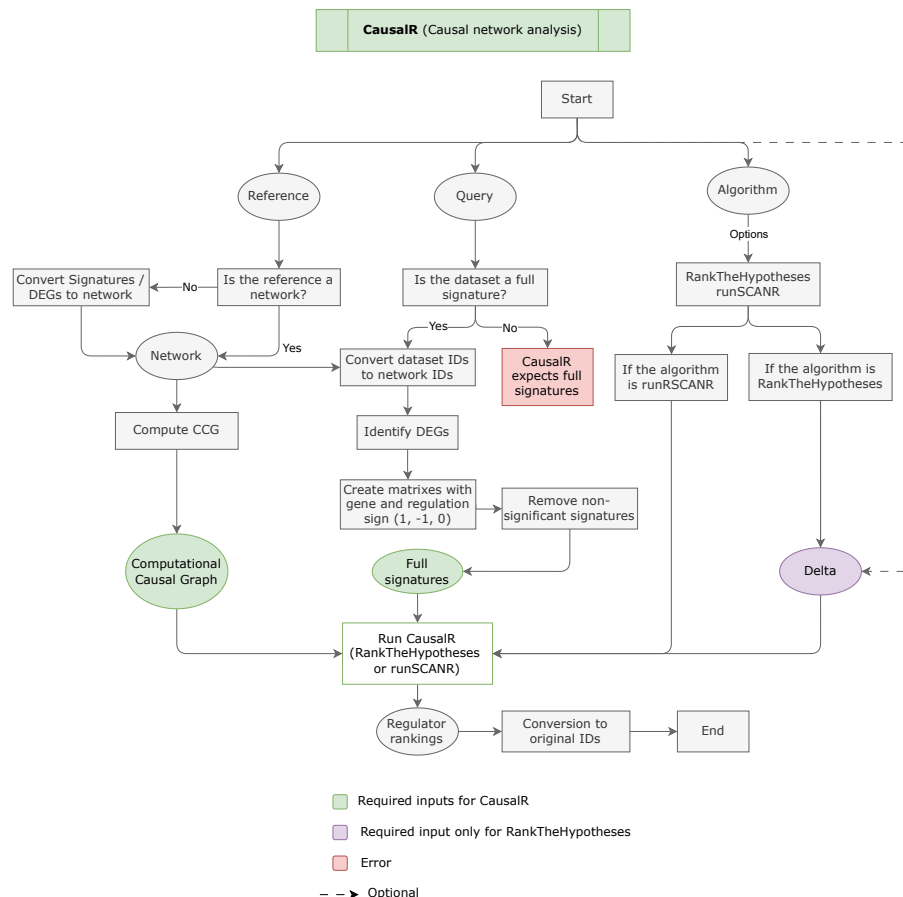 CausalR (Causal network analysis)
Start
Reference
Query
Algorithm
Options
Convert Signatures /
DEGs to network
No
Is the reference a
network?
Is the dataset a full
signature?
RankTheHypotheses
runSCANR
Yes
No
Yes
Network
Convert dataset IDs
to network IDs
CausalR
expects full
signatures
If the algorithm
is runRSCANR
If the algorithm is
RankTheHypotheses
Compute CCG
Identify DEGs
Create matrixes with
gene and regulation
sign (1, -1, 0)
Remove non-
significant signatures
Computational
Causal Graph
Full
signatures
Delta
Run CausalR
(RankTheHypotheses
or runSCANR)
Regulator
rankings
Conversion to
original IDs
End
Required inputs for CausalR
Required input only for RankTheHypotheses
Error
Optional